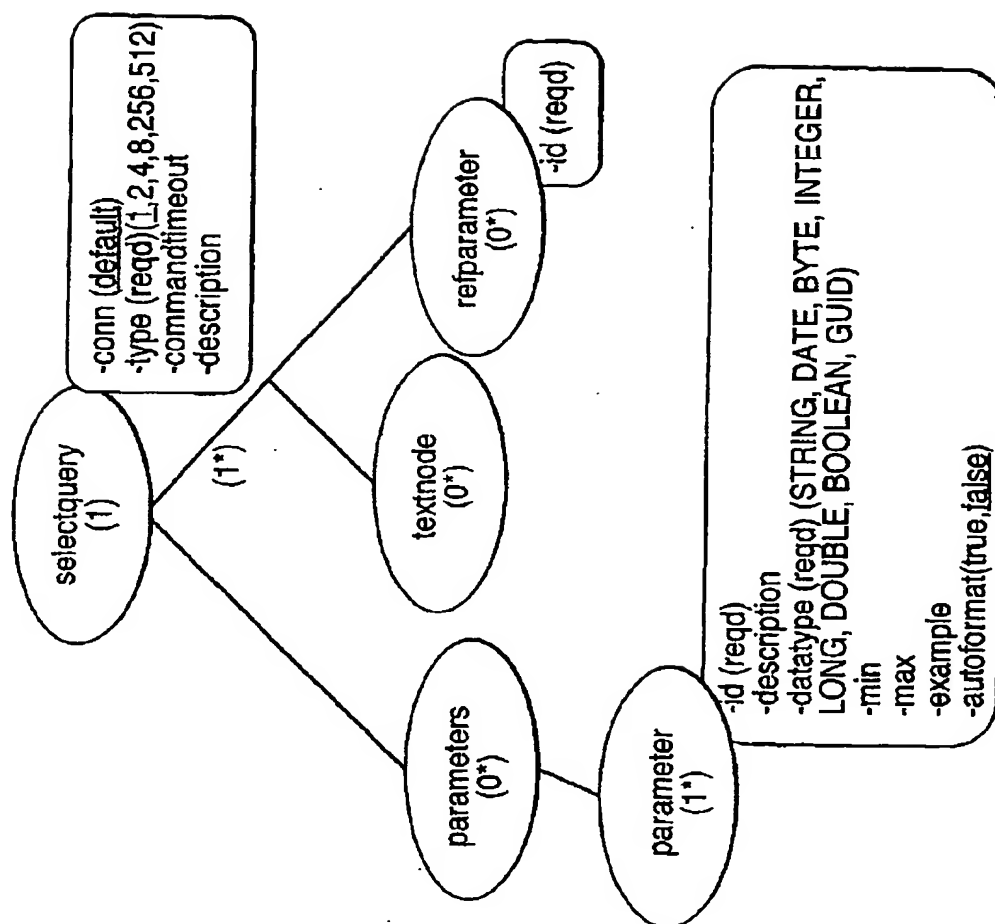 selectquery
(1)
-conn (default)
-type (reqd)(1,2,4,8,256,512)
-commandtimeout
-description
(1*)
parameters
(0*)
textnode
(0*)
refparameter
(0*)
-id (reqd)
parameter
(1*)
-id (reqd)
-description
-datatype (reqd) (STRING, DATE, BYTE, INTEGER,
LONG, DOUBLE, BOOLEAN, GUID)
-min
-max
-example
-autoformat(true,false)